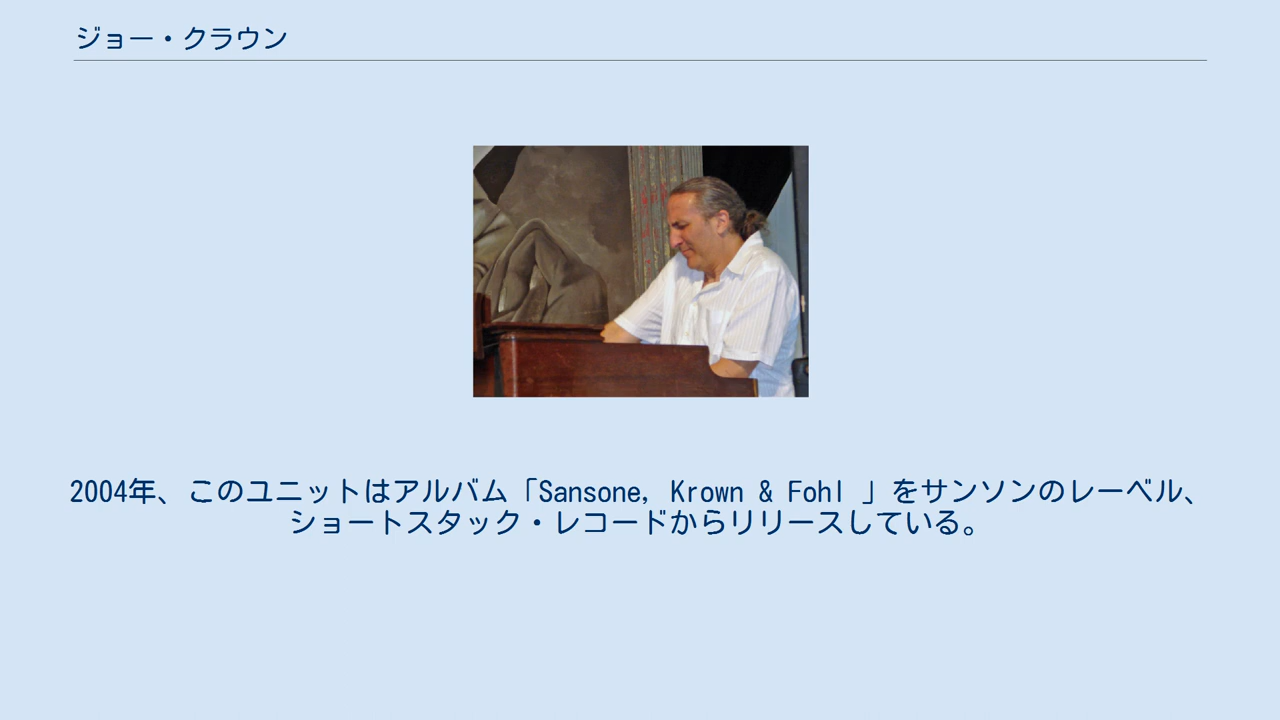 ジョー・クラウン
2004年、このユニットはアルバム「Sansone, Krown & Fohl 」をサンソンのレーベル、
ショートスタック・レコードからリリースしている。